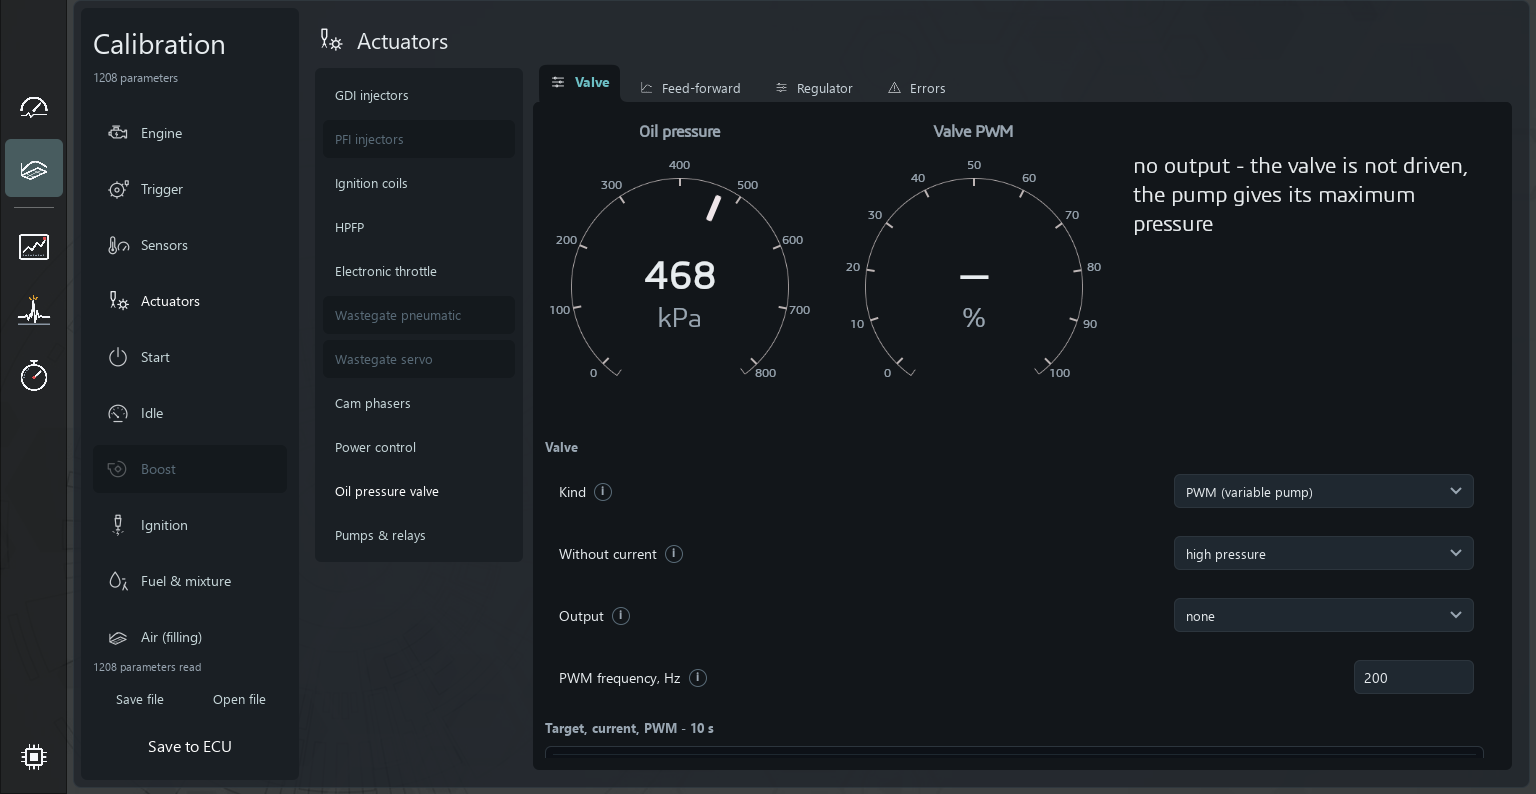 Calibration
1208 parameters
Engine
Trigger
Sensors
Actuators
Start
Idle
Boost
Ignition
Fuel & mixture
Air (filling)
1208 parameters read
Save file
Open file
Save to ECU
Actuators
GDI injectors
PFI injectors
Ignition coils
HPFP
Electronic throttle
Wastegate pneumatic
Wastegate servo
Cam phasers
Power control
Oil pressure valve
Pumps & relays
Valve
Feed-forward
Regulator
Errors
Oil pressure
0
100
200
300
400
500
600
700
800
468
kPa
Valve PWM
0
10
20
30
40
50
60
70
80
90
100
—
%
no output - the valve is not driven,
the pump gives its maximum
pressure
Valve
Kind
PWM (variable pump)
Without current
high pressure
Output
none
PWM frequency, Hz
200
Target, current, PWM - 10 s